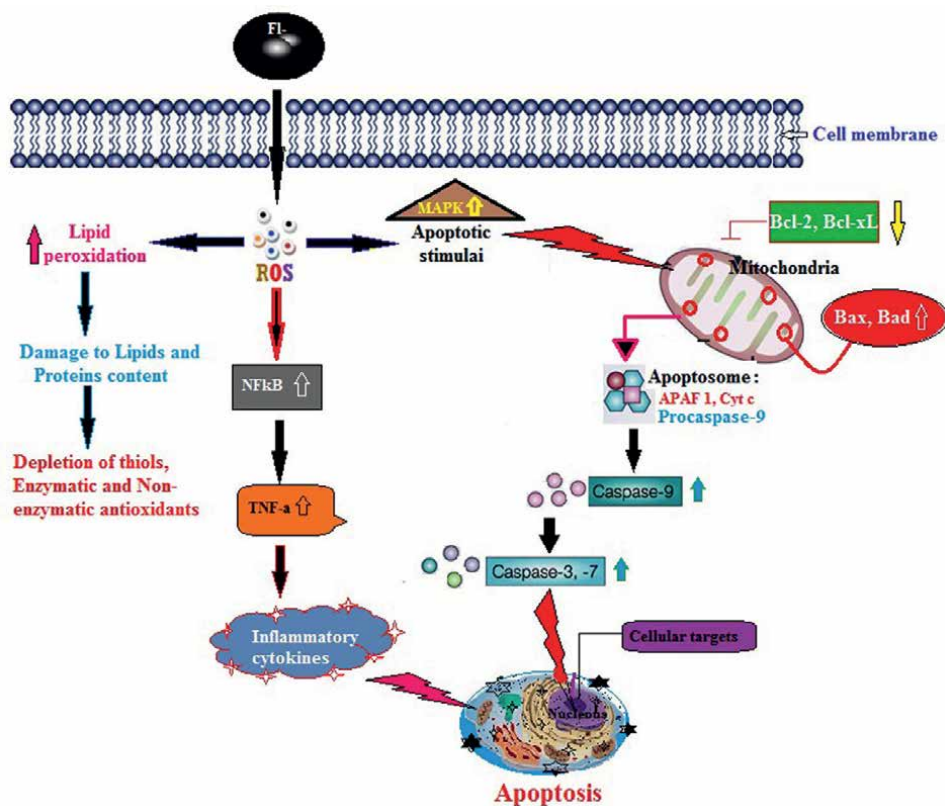 Fl-
Cell membrane
MAPK
Apoptotic
stimulai
Bcl-2, Bcl-xL
Lipid
peroxidation
ROS
Mitochondria
Bax, Bad
Damage to Lipids and
Proteins content
NFkB
Apoptosome :
APAF 1, Cyt c
Procaspase-9
Depletion of thiols,
Enzymatic and Non-
enzymatic antioxidants
TNF-a
Caspase-9
Caspase-3, -7
Inflammatory
cytokines
Cellular targets
Apoptosis